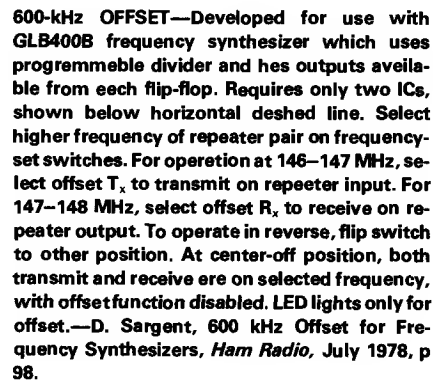 600-kHz OFFSET—Developed for use with
GLB400B frequency synthesizer which uses
progremmeble divider and hes outputs aveila-
ble from each flip-flop. Requires only two ICs,
shown below horizontal deshed line. Select
higher frequency of repeater pair on frequency-
set switches. For operetion at 146–147 MHz, se-
lect offset Tx to transmit on repeeter input. For
147–148 MHz, select offset Rx to receive on re-
peater output. To operate in reverse, flip switch
to other position. At center-off position, both
transmit and receive ere on selected frequency,
with offset function disabled. LED lights only for
offset.—D. Sargent, 600 kHz Offset for Fre-
quency Synthesizers, Ham Radio, July 1978, p
98.